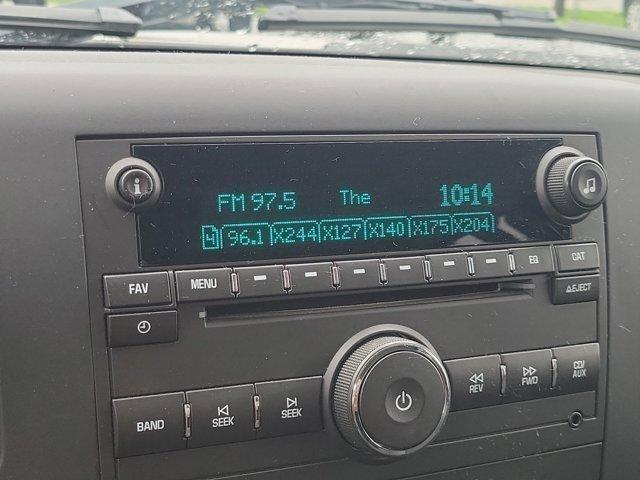 FM 97.5 The 10:14
4 96.1 X244 X127 X140 X175 X204
FAV MENU EQ CAT
EJECT
BAND SEEK SEEK REV FWD CD/AUX